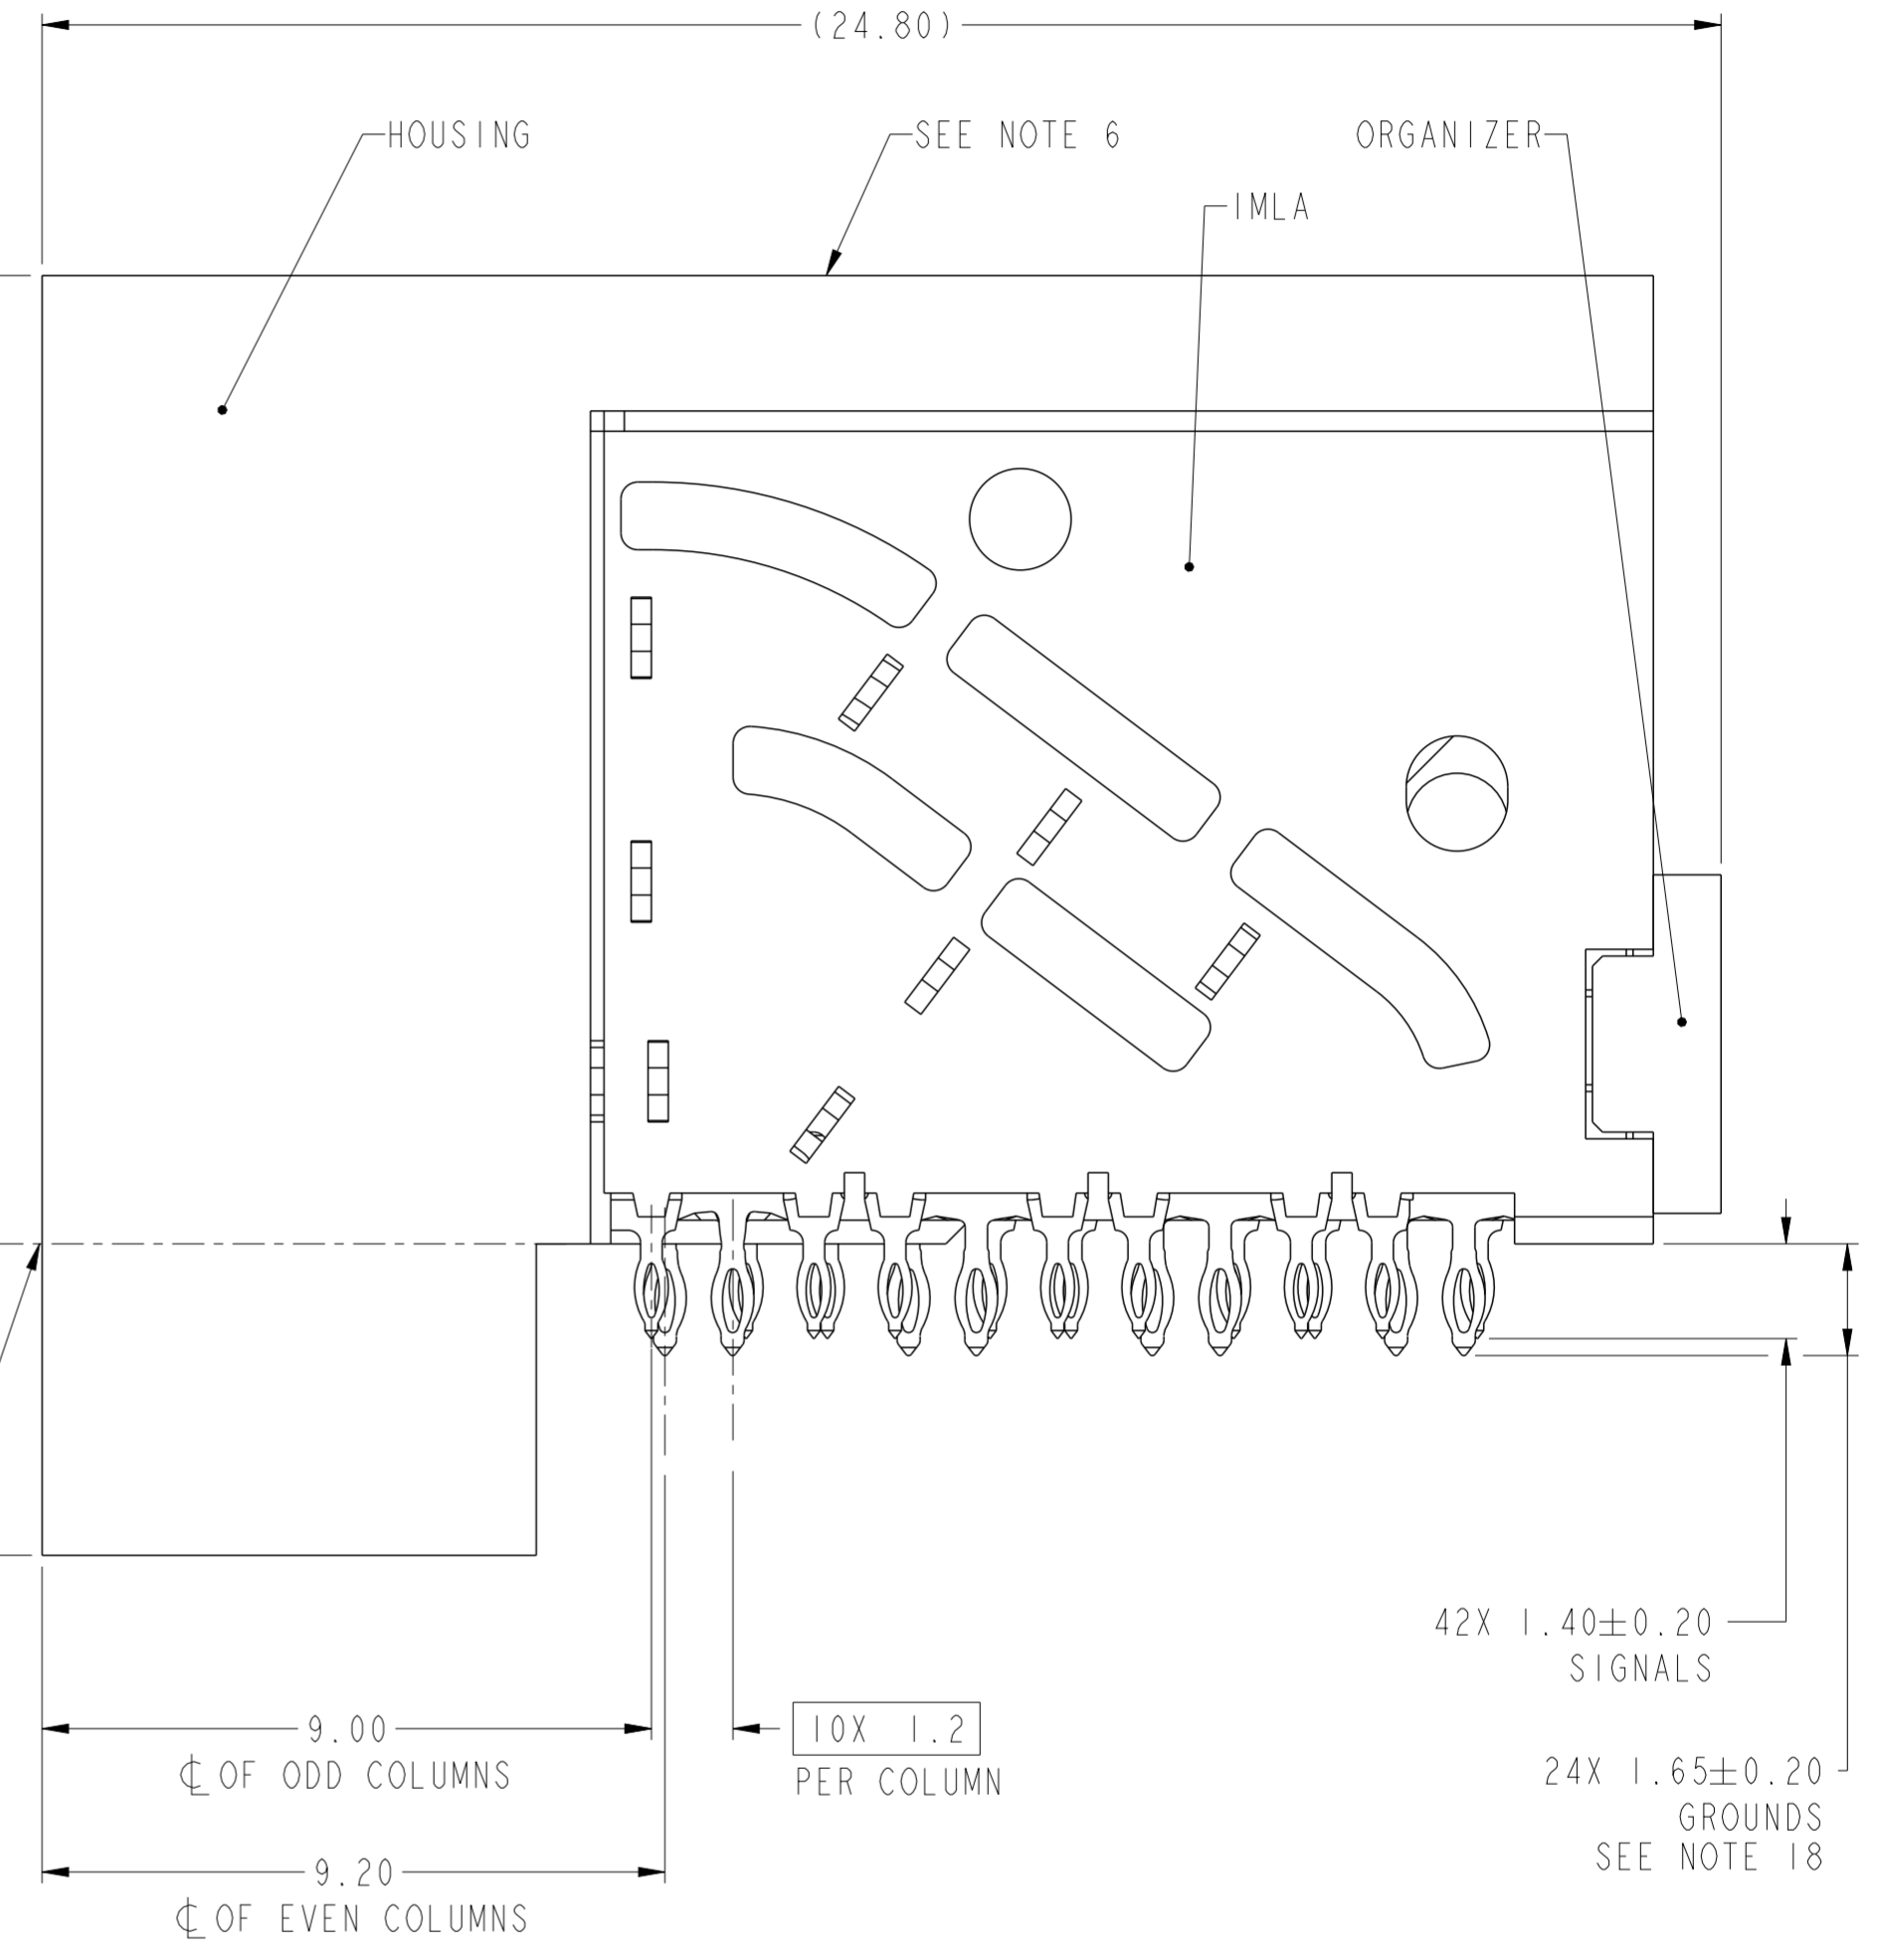 (24.80)
HOUSING
SEE NOTE 6
ORGANIZER
IMLA
42X 1.40±0.20
SIGNALS
9.00
℄ OF ODD COLUMNS
10X 1.2
PER COLUMN
24X 1.65±0.20
GROUNDS
SEE NOTE 18
9.20
℄ OF EVEN COLUMNS